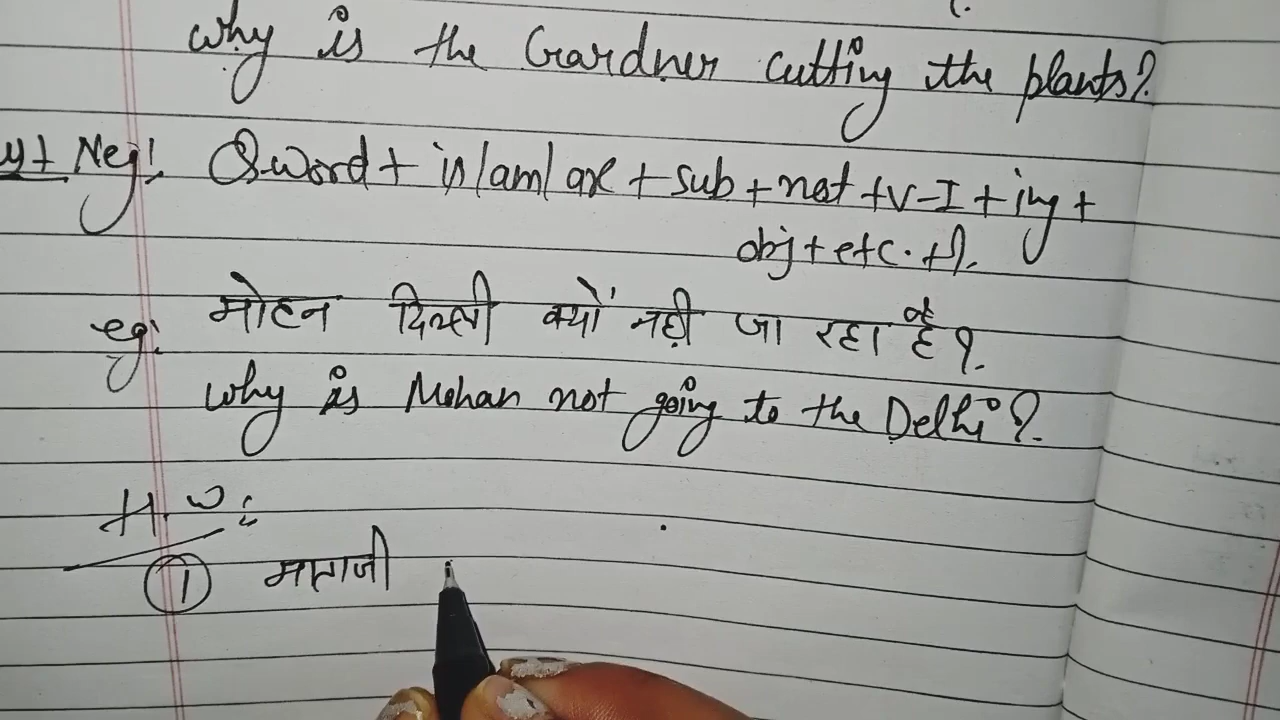 why is the Gardner cutting the plants?
y+ Neg:
Qword + is/am/are + sub + not + V-I + ing +
obj + etc. + ?.
eg: मोहन दिल्ली क्यों नही जा रहा है?.
why is Mohan not going to the Delhi?.
H.W:
① माताजी